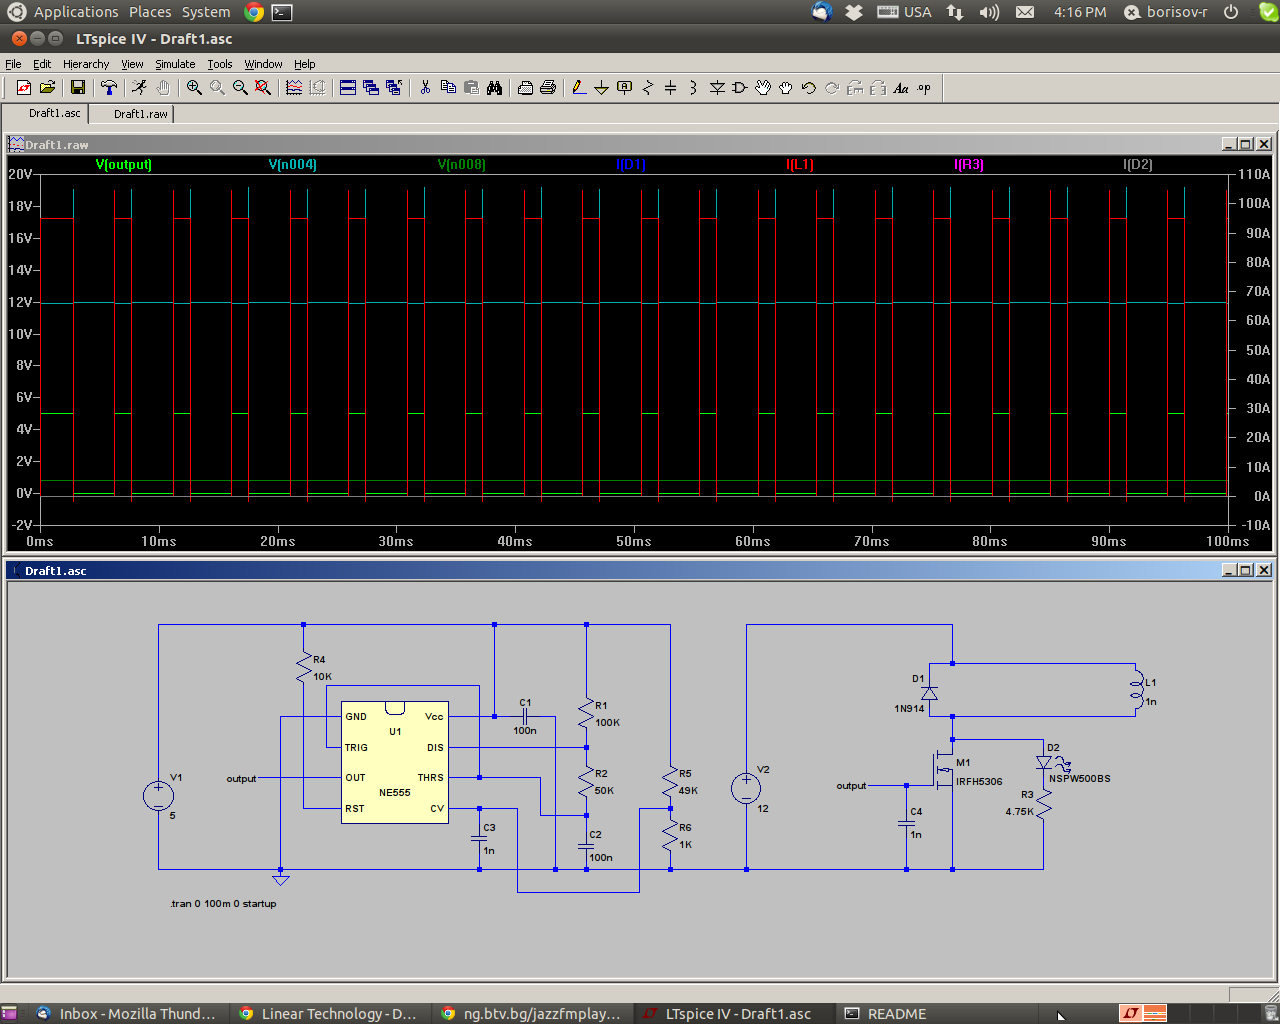 Applications Places System USA 4:16 PM borisov-r
LTspice IV - Draft1.asc
File Edit Hierarchy View Simulate Tools Window Help
Aa .op
Draft1.asc Draft1.raw
Draft1.raw
V(output) V(n004) V(n008) I(D1) I(L1) I(R3) I(D2)
20V 110A
18V 100A
16V 90A
14V 80A
12V 70A
10V 60A
8V 50A
6V 40A
4V 30A
2V 20A
0V 10A
-2V 0A
-10A
0ms 10ms 20ms 30ms 40ms 50ms 60ms 70ms 80ms 90ms 100ms
Draft1.asc
R4
10K
GND Vcc
U1
TRIG DIS
OUT THRS
NE555
RST CV
output
V1
5
C1
100n
R1
100K
R2
50K
R5
49K
R6
1K
C3
1n
C2
100n
.tran 0 100m 0 startup
V2
12
D1
1N914
L1
1n
M1
IRFH5306
D2
NSPW500BS
R3
4.75K
output
C4
1n
Inbox - Mozilla Thund... Linear Technology - D... ng.btv.bg/jazzfmplay... LTspice IV - Draft1.asc README